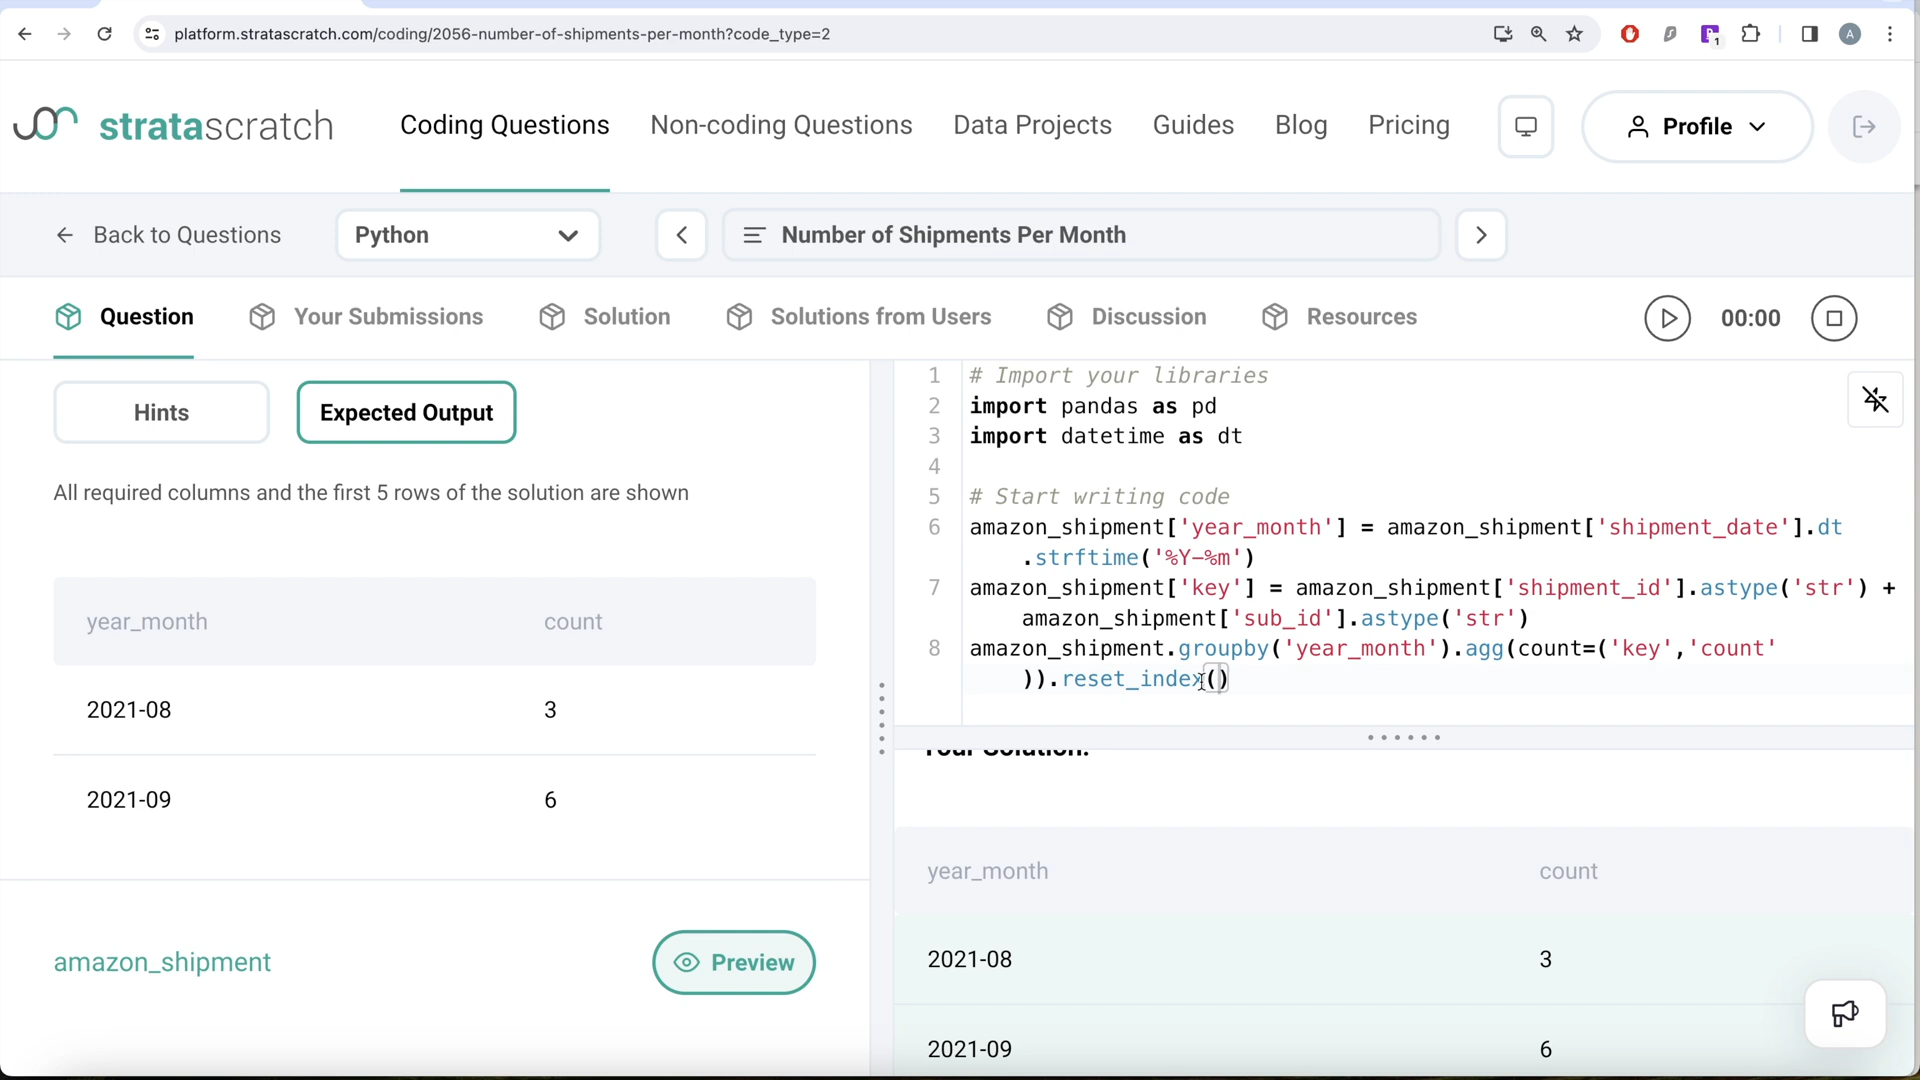 platform.stratascratch.com/coding/2056-number-of-shipments-per-month?code_type=2
1
A
stratascratch
Coding Questions
Non-coding Questions
Data Projects
Guides
Blog
Pricing
Profile
Back to Questions
Python
Number of Shipments Per Month
Question
Your Submissions
Solution
Solutions from Users
Discussion
Resources
00:00
Hints
Expected Output
All required columns and the first 5 rows of the solution are shown
year_month count
2021-08 3
2021-09 6
amazon_shipment
Preview
1 # Import your libraries
2 import pandas as pd
3 import datetime as dt
4
5 # Start writing code
6 amazon_shipment['year_month'] = amazon_shipment['shipment_date'].dt
.strftime('%Y-%m')
7 amazon_shipment['key'] = amazon_shipment['shipment_id'].astype('str') +
amazon_shipment['sub_id'].astype('str')
8 amazon_shipment.groupby('year_month').agg(count=('key','count'
)).reset_index()
Your Solution:
year_month count
2021-08 3
2021-09 6